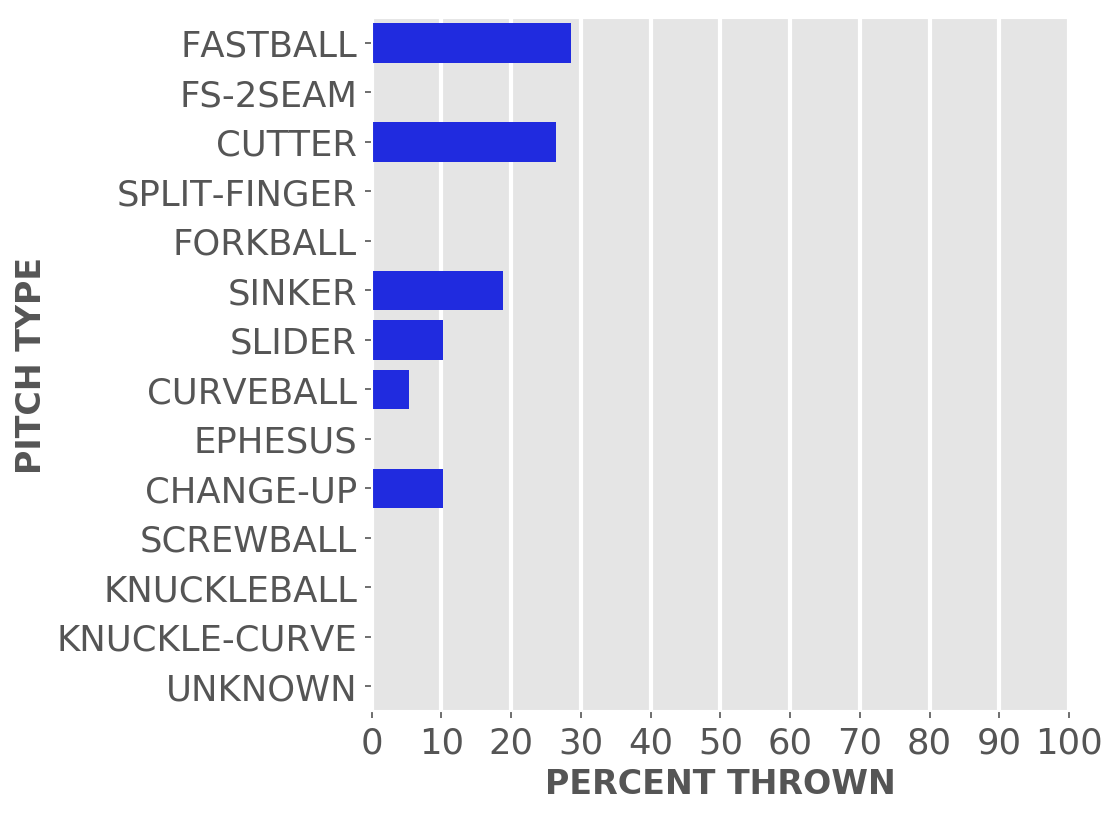 FASTBALL
FS-2SEAM
CUTTER
SPLIT-FINGER
FORKBALL
SINKER
SLIDER
CURVEBALL
EPHESUS
CHANGE-UP
SCREWBALL
KNUCKLEBALL
KNUCKLE-CURVE
UNKNOWN
PITCH TYPE
0 10 20 30 40 50 60 70 80 90 100
PERCENT THROWN